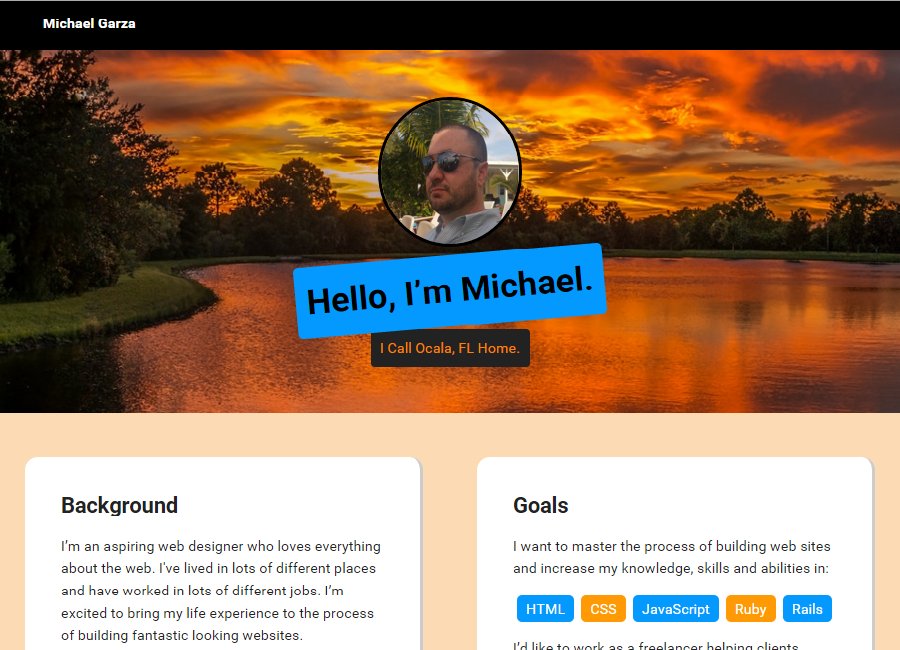 Michael Garza
Hello, I’m Michael.
I Call Ocala, FL Home.
Background
I’m an aspiring web designer who loves everything
about the web. I've lived in lots of different places
and have worked in lots of different jobs. I’m
excited to bring my life experience to the process
of building fantastic looking websites.
Goals
I want to master the process of building web sites
and increase my knowledge, skills and abilities in:
HTML CSS JavaScript Ruby Rails
I’d like to work as a freelancer helping clients